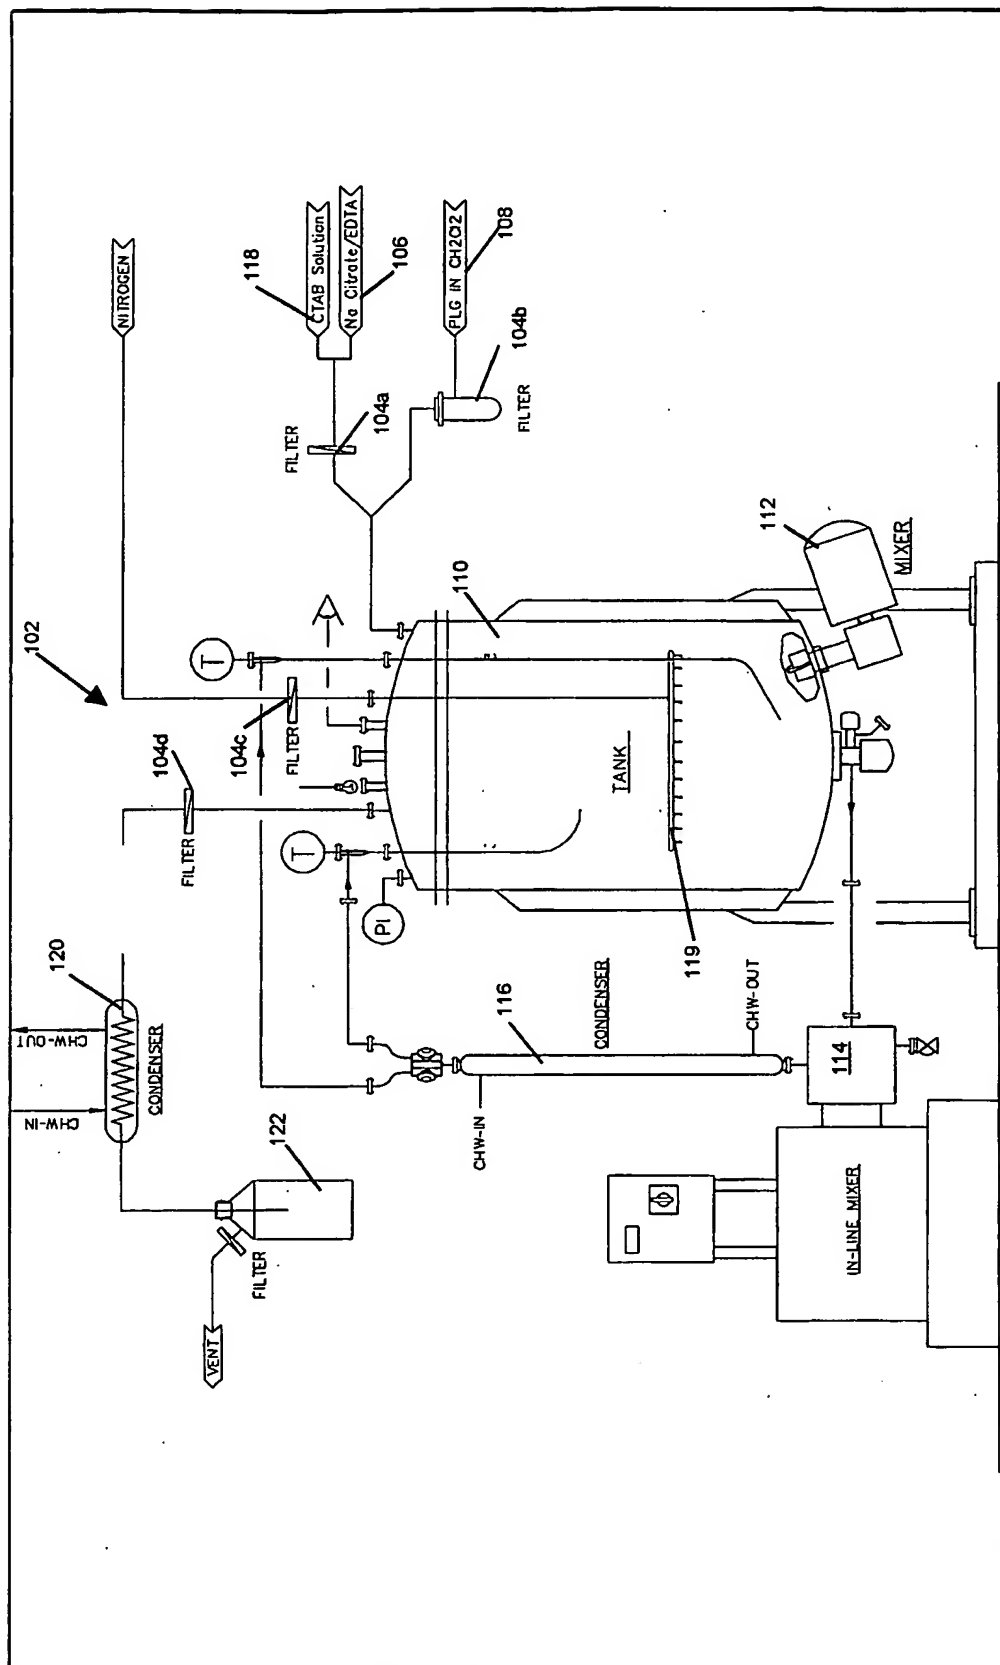 102
NITROGEN
118
CTAB Solution
Na Citrate/EDTA
106
PLG IN CH2Cl2
108
104b
FILTER
FILTER
104a
T
FILTER
104c
104d
FILTER
T
PI
110
TANK
119
112
MIXER
120
CHW-OUT
CHW-IN
CONDENSER
122
FILTER
VENT
CONDENSER
116
CHW-OUT
CHW-IN
114
IN-LINE MIXER